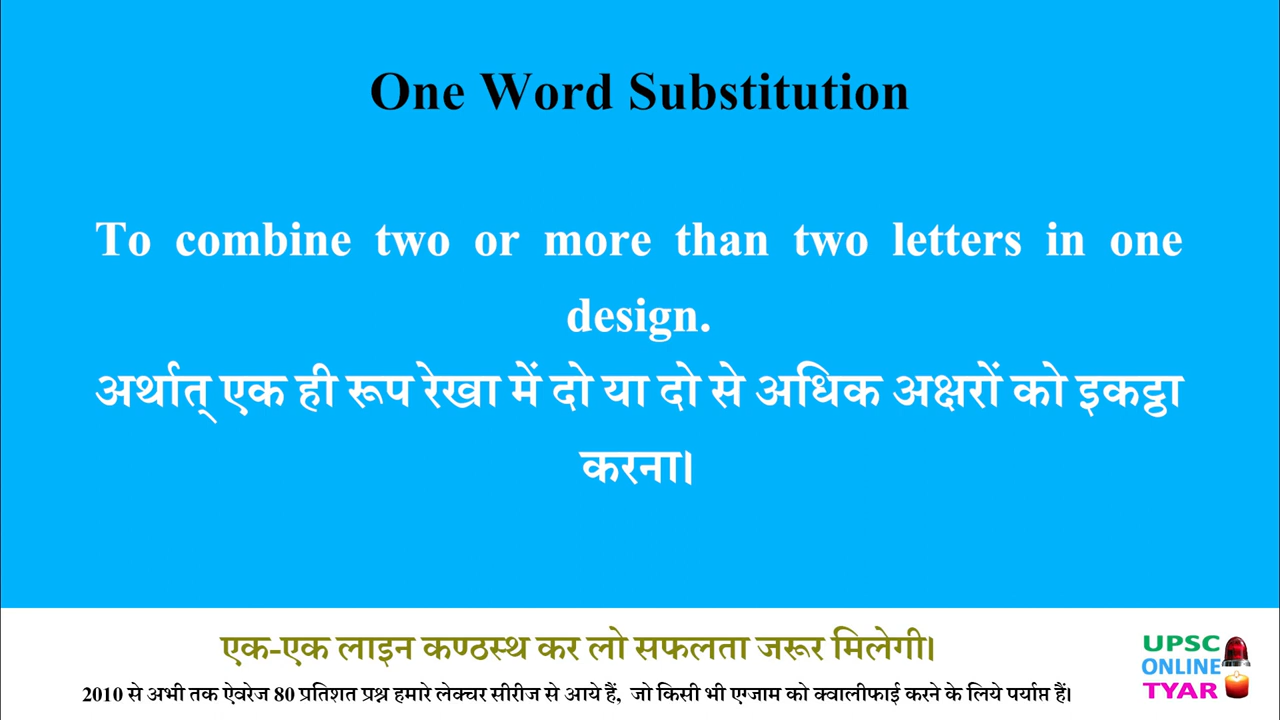 One Word Substitution
To combine two or more than two letters in one
design.
अर्थात् एक ही रूप रेखा में दो या दो से अधिक अक्षरों को इकट्ठा
करना।
एक-एक लाइन कण्ठस्थ कर लो सफलता जरूर मिलेगी।
2010 से अभी तक ऐवरेज 80 प्रतिशत प्रश्न हमारे लेक्चर सीरीज से आये हैं, जो किसी भी एग्जाम को क्वालीफाई करने के लिये पर्याप्त हैं।
UPSC
ONLINE
TYAR